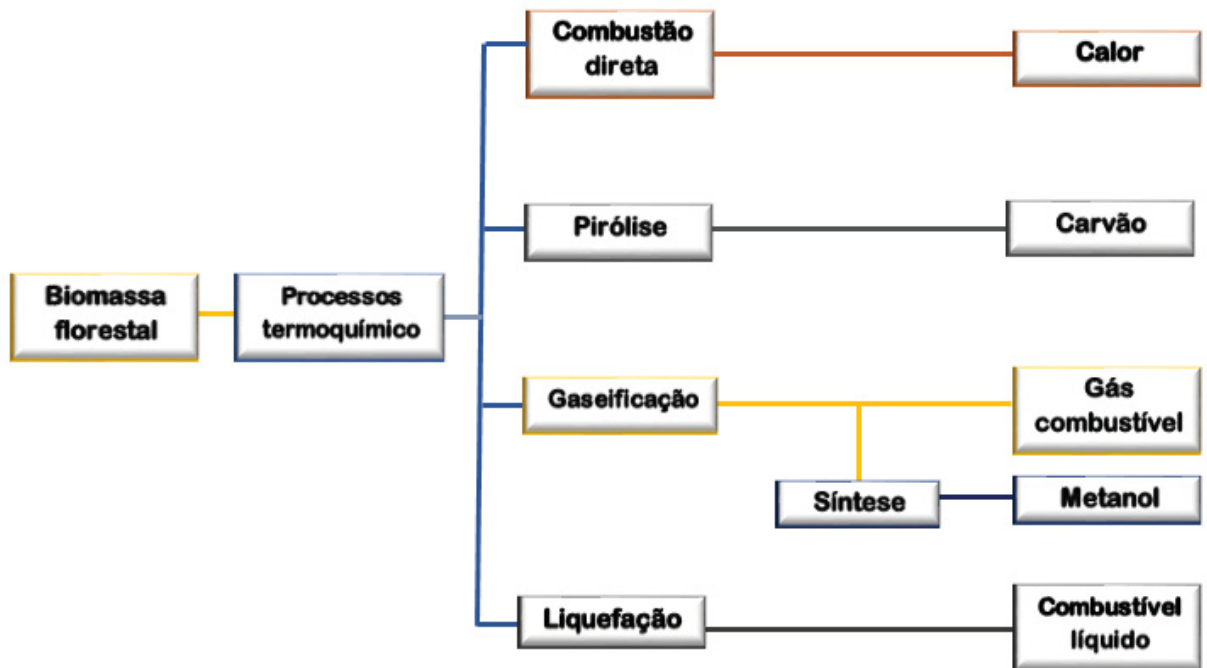 Biomassa
florestal
Processos
termoquímico
Combustão
direta
Calor
Pirólise
Carvão
Gaseificação
Gás
combustível
Síntese
Metanol
Liquefação
Combustível
líquido